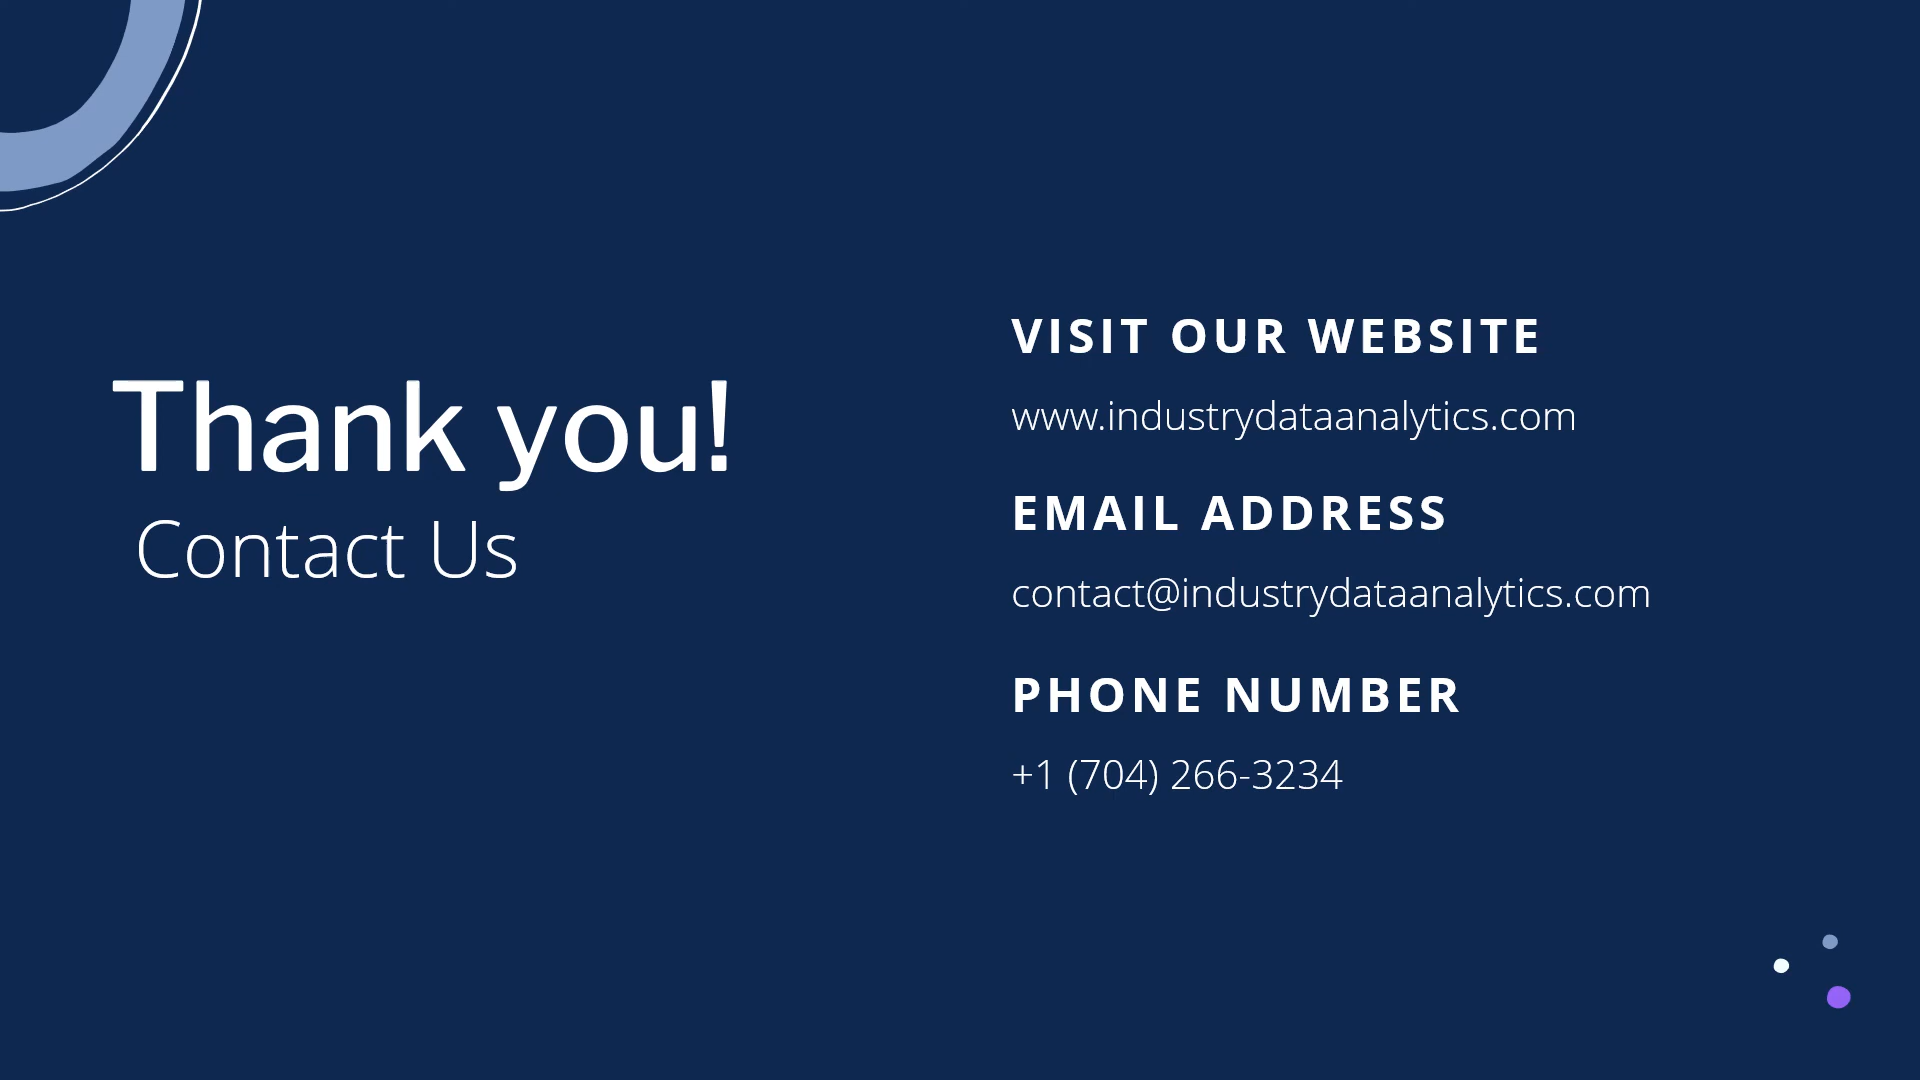 Thank you!
Contact Us
VISIT OUR WEBSITE
www.industrydataanalytics.com
EMAIL ADDRESS
contact@industrydataanalytics.com
PHONE NUMBER
+1 (704) 266-3234